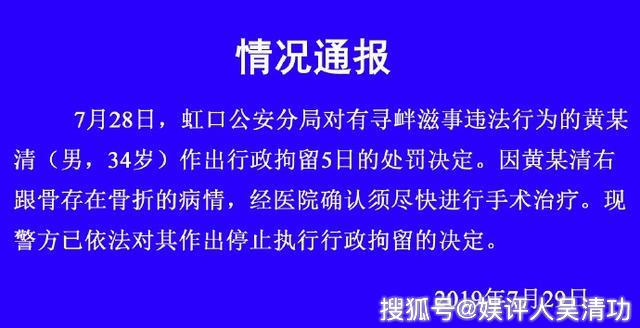 情况通报
7月28日，虹口公安分局对有寻衅滋事违法行为的黄某
清（男，34岁）作出行政拘留5日的处罚决定。因黄某清右
跟骨存在骨折的病情，经医院确认须尽快进行手术治疗。现
警方已依法对其作出停止执行行政拘留的决定。
2019年7月29日
搜狐号@娱评人吴清功